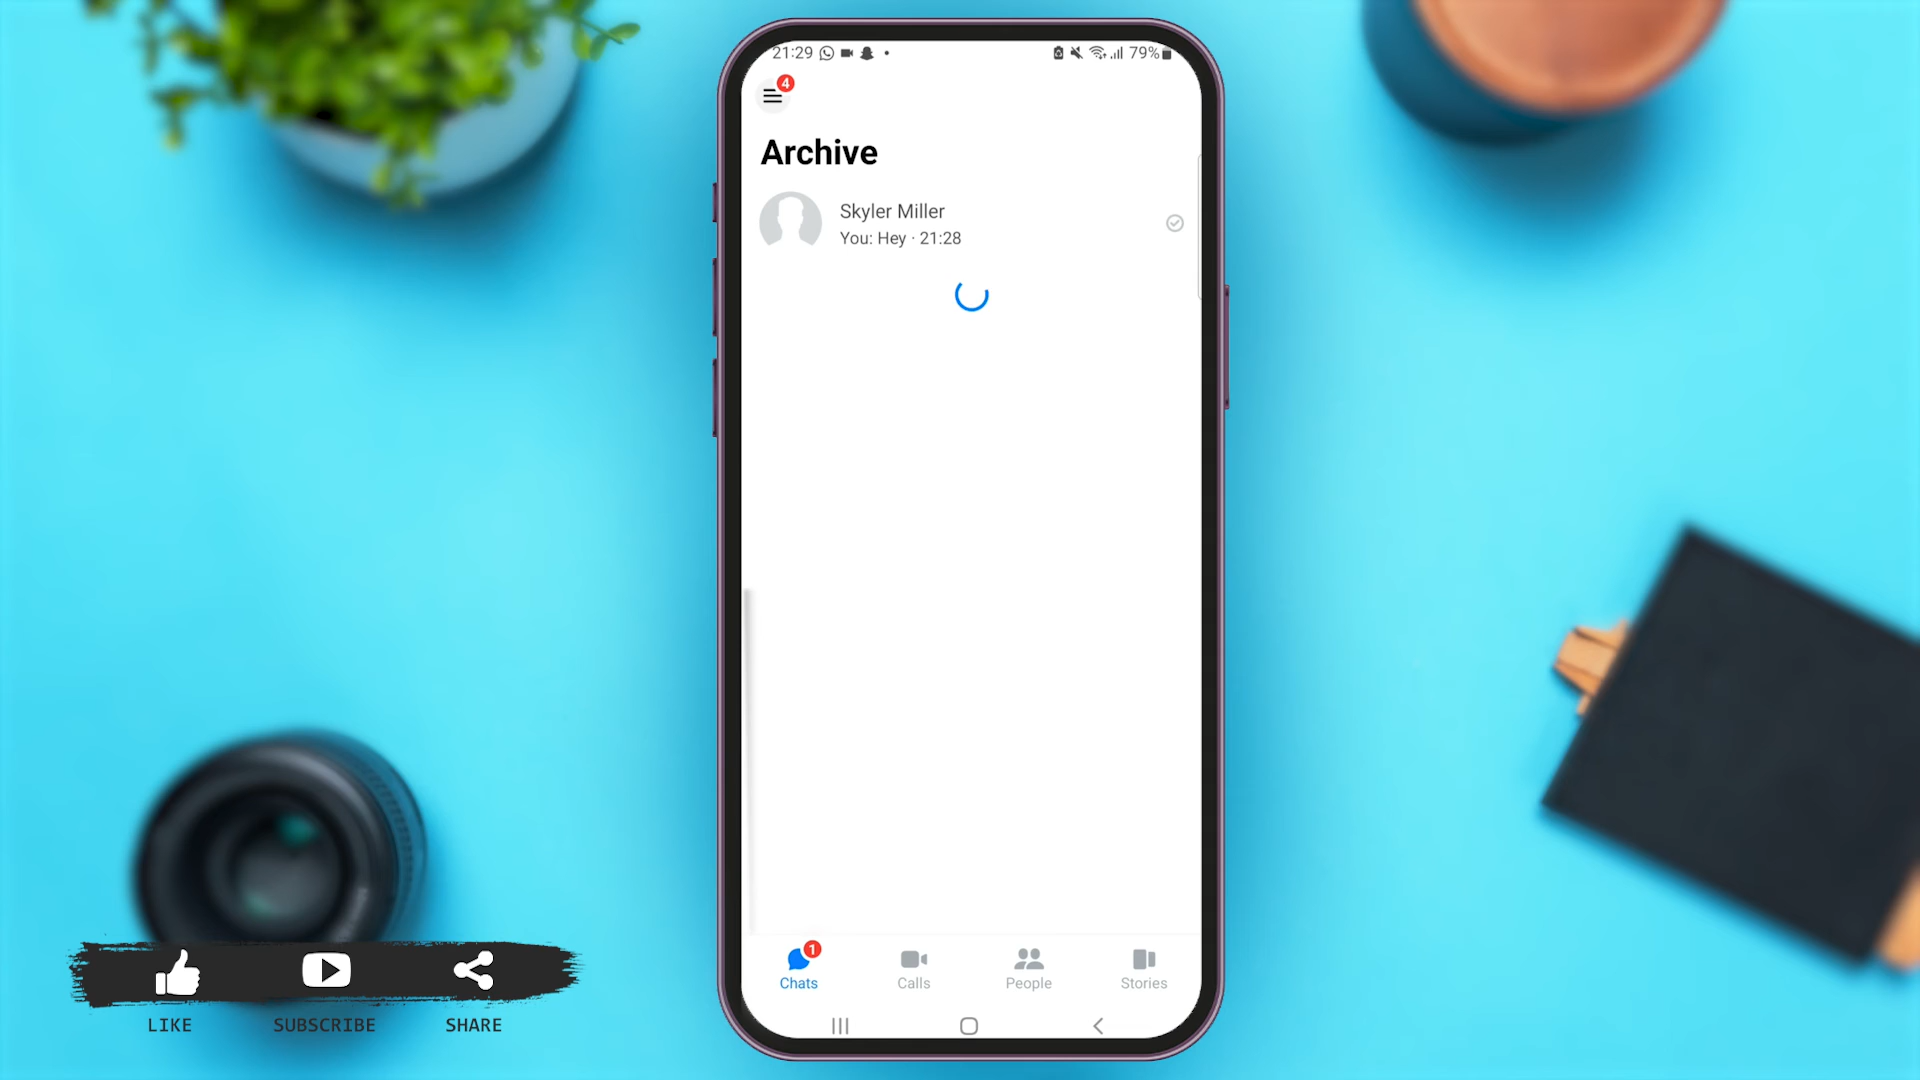 21:29
79%
4
Archive
Skyler Miller
You: Hey · 21:28
1
Chats
Calls
People
Stories
LIKE
SUBSCRIBE
SHARE